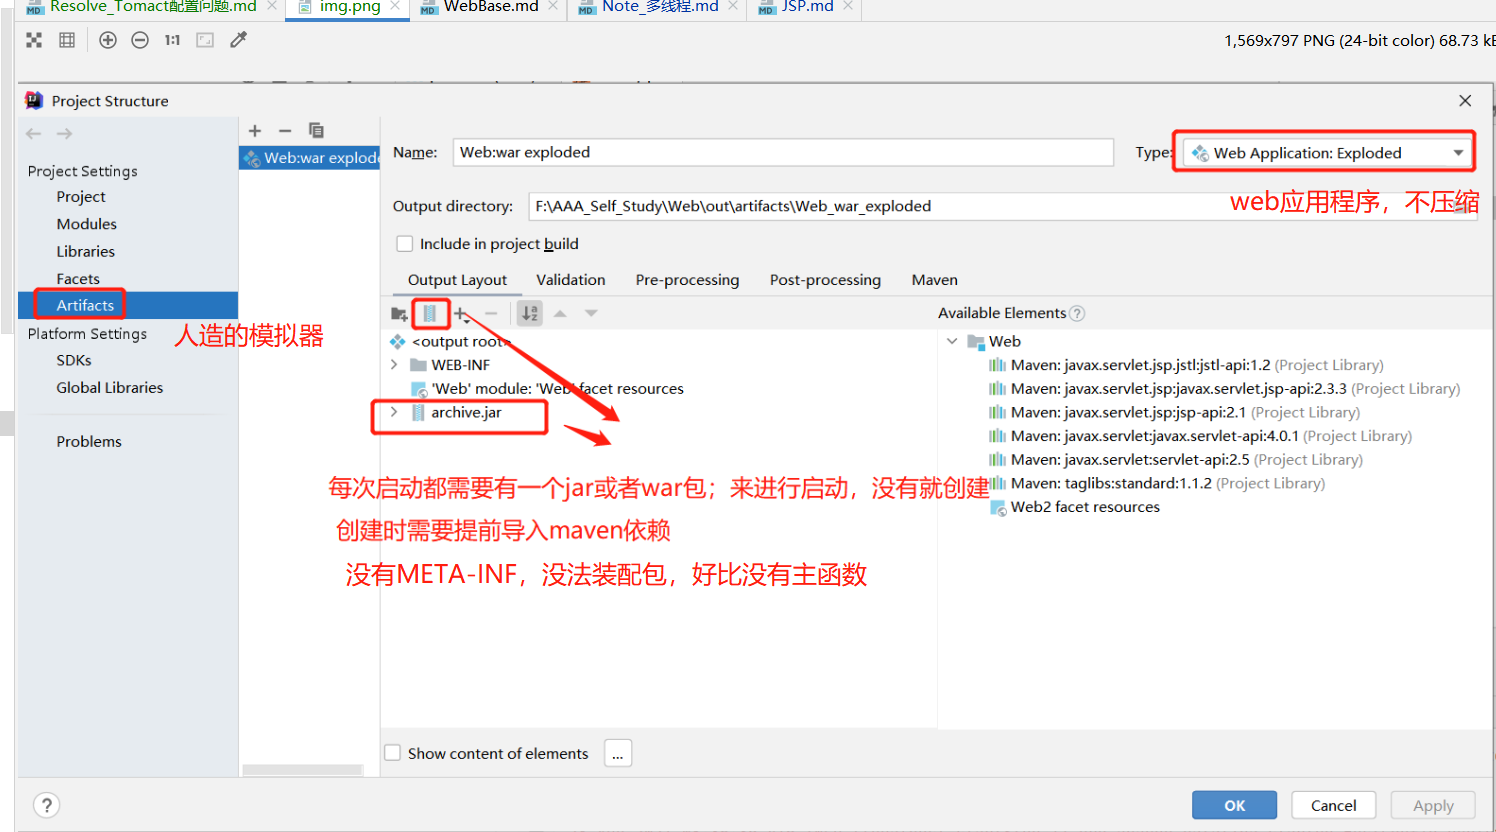 Resolve_Tomact配置问题.md
img.png
WebBase.md
Note_多线程.md
JSP.md
1:1
1,569x797 PNG (24-bit color) 68.73 kB
Project Structure
Name: Web:war exploded
Type: Web Application: Exploded
web应用程序，不压缩
Output directory: F:\AAA_Self_Study\Web\out\artifacts\Web_war_exploded
Include in project build
Project Settings
Project
Modules
Libraries
Facets
Artifacts
人造的模拟器
Platform Settings
SDKs
Global Libraries
Problems
Web:war explode
Output Layout
Validation
Pre-processing
Post-processing
Maven
<output root>
WEB-INF
'Web' module: 'Web' facet resources
archive.jar
每次启动都需要有一个jar或者war包；来进行启动，没有就创建
创建时需要提前导入maven依赖
没有META-INF，没法装配包，好比没有主函数
Available Elements
Web
Maven: javax.servlet.jsp.jstl:jstl-api:1.2 (Project Library)
Maven: javax.servlet.jsp:javax.servlet.jsp-api:2.3.3 (Project Library)
Maven: javax.servlet.jsp:jsp-api:2.1 (Project Library)
Maven: javax.servlet:javax.servlet-api:4.0.1 (Project Library)
Maven: javax.servlet:servlet-api:2.5 (Project Library)
Maven: taglibs:standard:1.1.2 (Project Library)
Web2 facet resources
Show content of elements
...
?
OK
Cancel
Apply